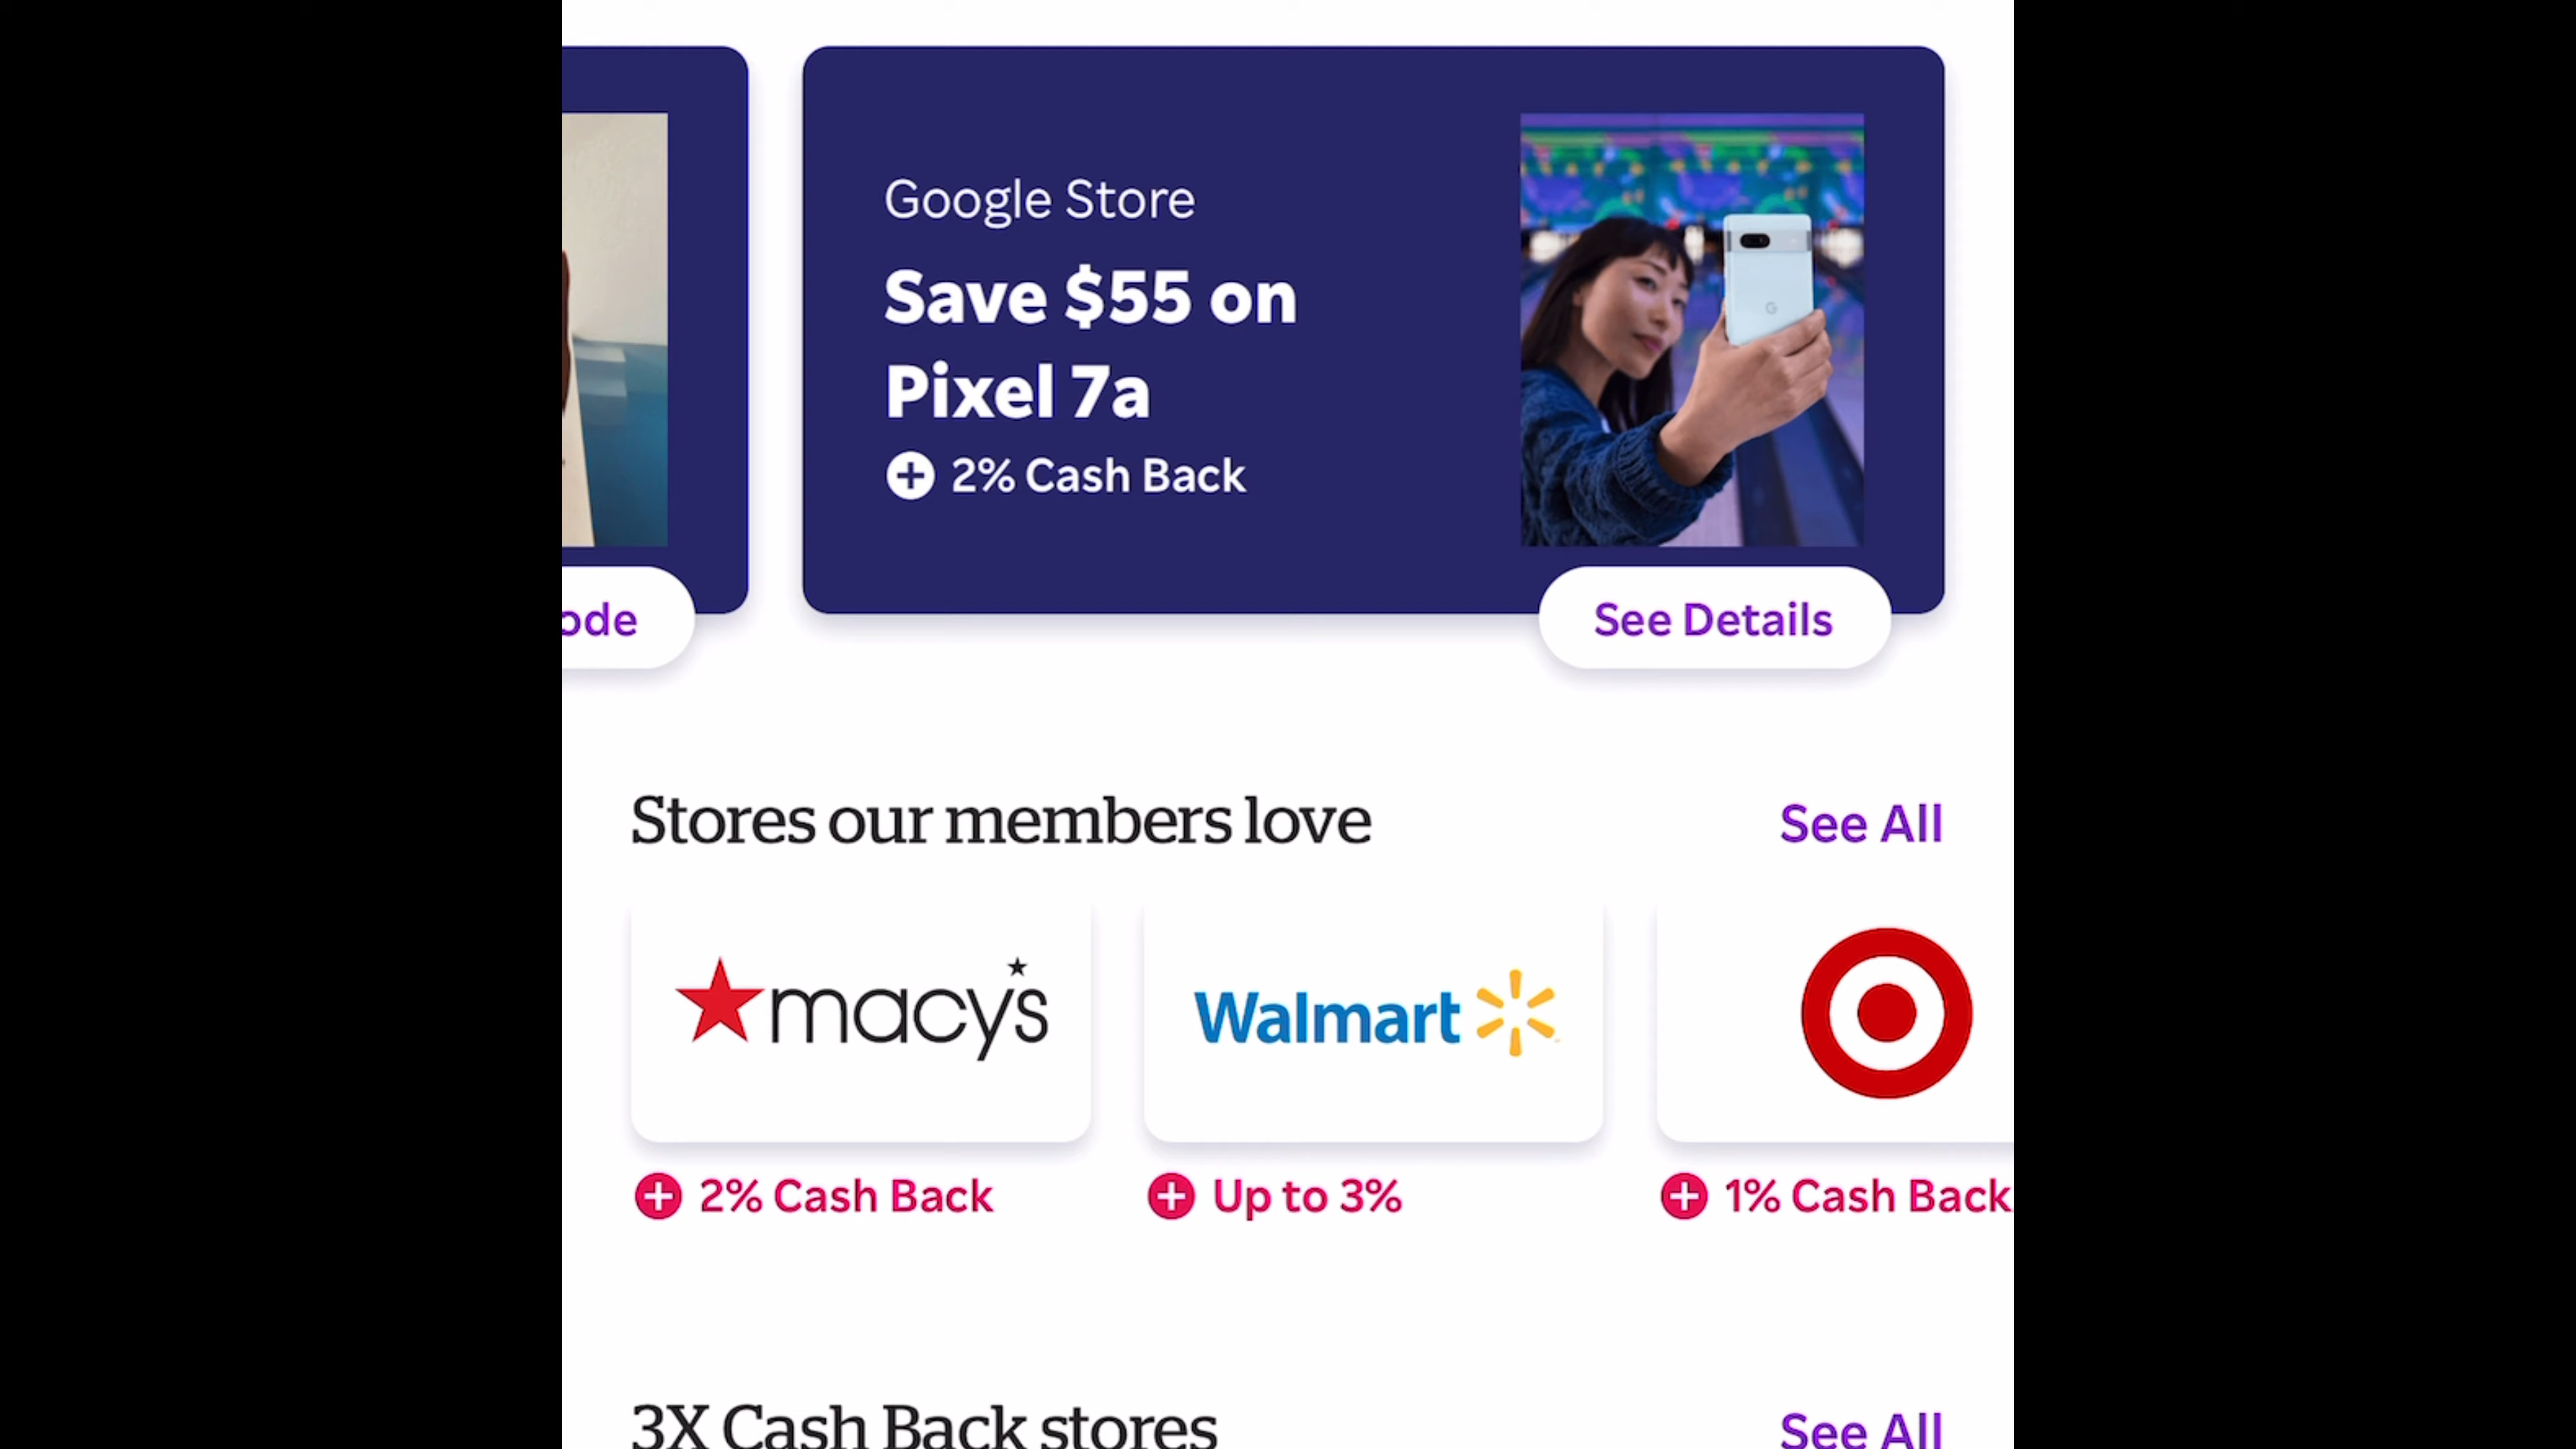 Google Store
Save $55 on
Pixel 7a
2% Cash Back
ode
See Details
Stores our members love
See All
macy's
Walmart
2% Cash Back
Up to 3%
1% Cash Back
3X Cash Back stores
See All